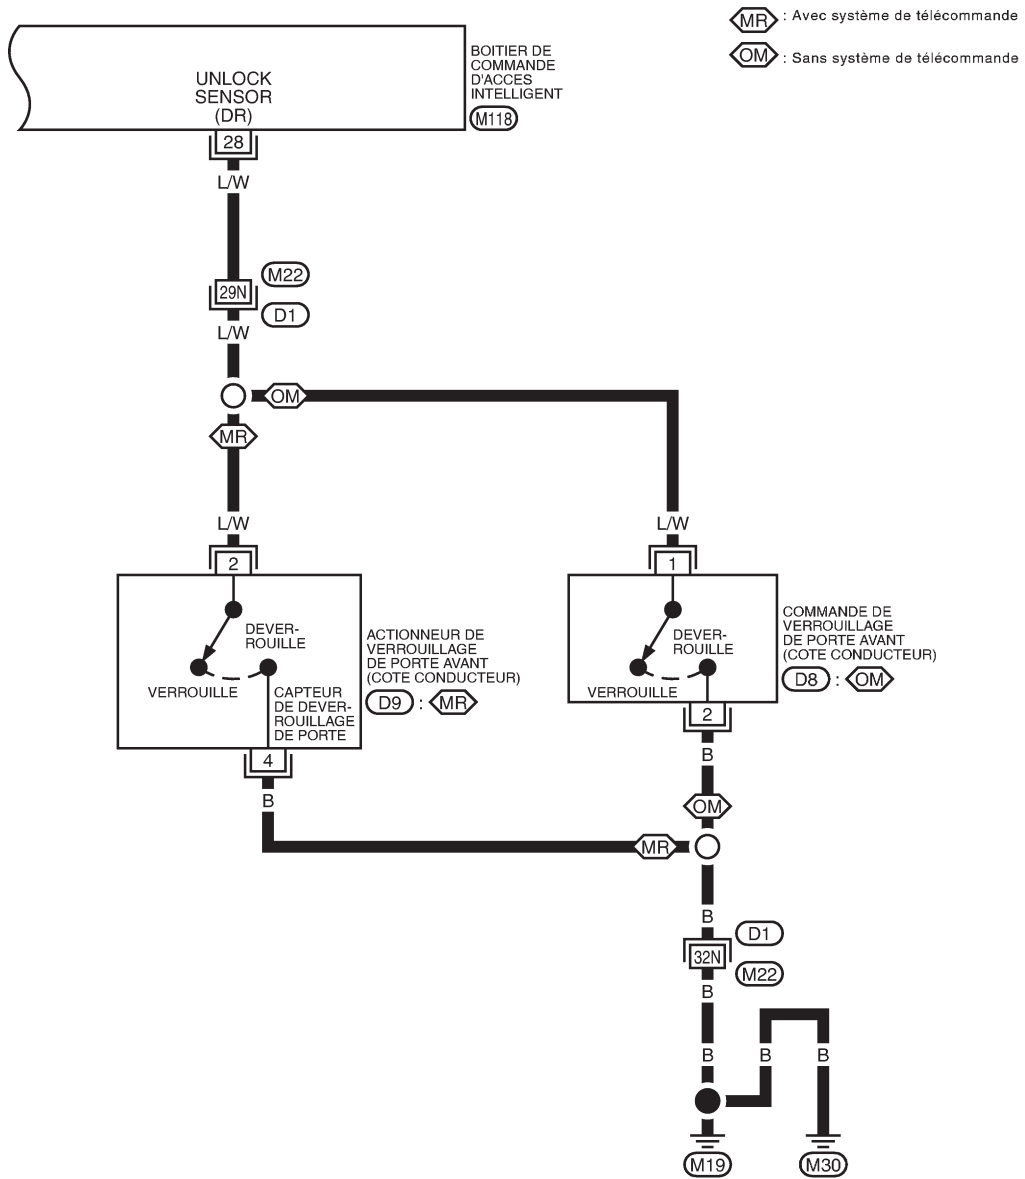 MR : Avec système de télécommande
OM : Sans système de télécommande
UNLOCK
SENSOR
(DR)
BOITIER DE
COMMANDE
D'ACCES
INTELLIGENT
M118
28
L/W
M22
29N
D1
L/W
OM
MR
L/W
L/W
2
1
DEVER-
ROUILLE
VERROUILLE
CAPTEUR
DE DEVER-
ROUILLAGE
DE PORTE
ACTIONNEUR DE
VERROUILLAGE
DE PORTE AVANT
(COTE CONDUCTEUR)
D9 : MR
DEVER-
ROUILLE
VERROUILLE
COMMANDE DE
VERROUILLAGE
DE PORTE AVANT
(COTE CONDUCTEUR)
D8 : OM
2
4
B
B
OM
MR
B
D1
32N
M22
B
B
B
B
M19
M30